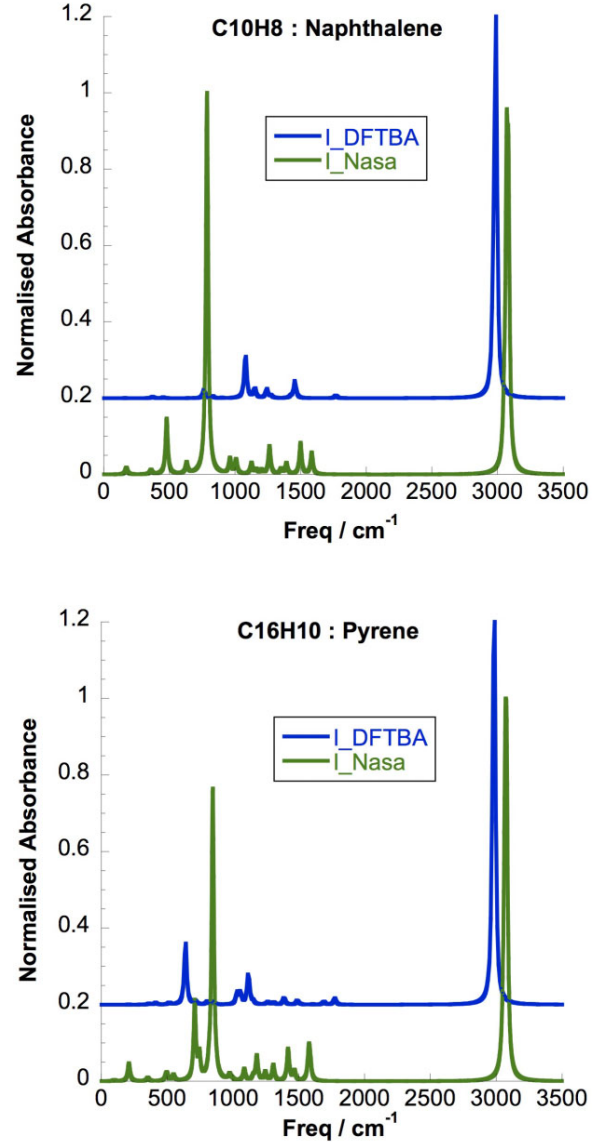 C10H8 : Naphthalene
1.2
1
0.8
0.6
0.4
0.2
0
Normalised Absorbance
I_DFTBA
I_Nasa
0 500 1000 1500 2000 2500 3000 3500
Freq / cm⁻¹
C16H10 : Pyrene
1.2
1
0.8
0.6
0.4
0.2
0
Normalised Absorbance
I_DFTBA
I_Nasa
0 500 1000 1500 2000 2500 3000 3500
Freq / cm⁻¹